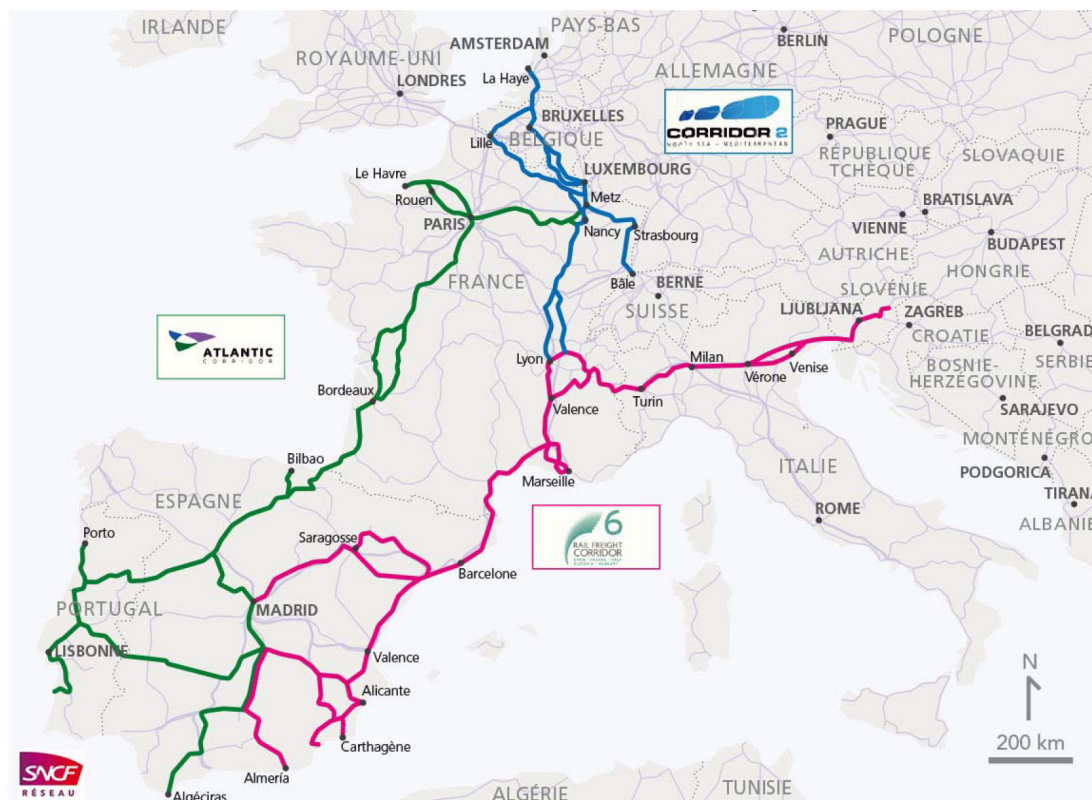 IRLANDE
PAYS-BAS
ROYAUME-UNI
AMSTERDAM
BERLIN
POLOGNE
La Haye
ALLEMAGNE
LONDRES
BRUXELLES
BELGIQUE
Lille
CORRIDOR 2
NORTH SEA - MEDITERRANEAN
PRAGUE
RÉPUBLIQUE
TCHÈQUE
SLOVAQUIE
LUXEMBOURG
Le Havre
Rouen
Metz
PARIS
Nancy
Strasbourg
BRATISLAVA
VIENNE
BUDAPEST
AUTRICHE
HONGRIE
FRANCE
Bâle
BERNE
SUISSE
SLOVÉNIE
LJUBLJANA
ZAGREB
CROATIE
BELGRAD
SERBIE
ATLANTIC
CORRIDOR
Lyon
Milan
Vérone
Venise
BOSNIE-
HERZÉGOVINE
Bordeaux
Valence
Turin
SARAJEVO
MONTÉNÉGRO
Bilbao
Marseille
ITALIE
PODGORICA
ESPAGNE
TIRANA
ROME
ALBANIE
Porto
Saragosse
6
RAIL FREIGHT
CORRIDOR
Barcelone
PORTUGAL
MADRID
LISBONNE
Valence
Alicante
N
Carthagène
200 km
SNCF
RÉSEAU
Almería
Algéciras
ALGÉRIE
TUNISIE